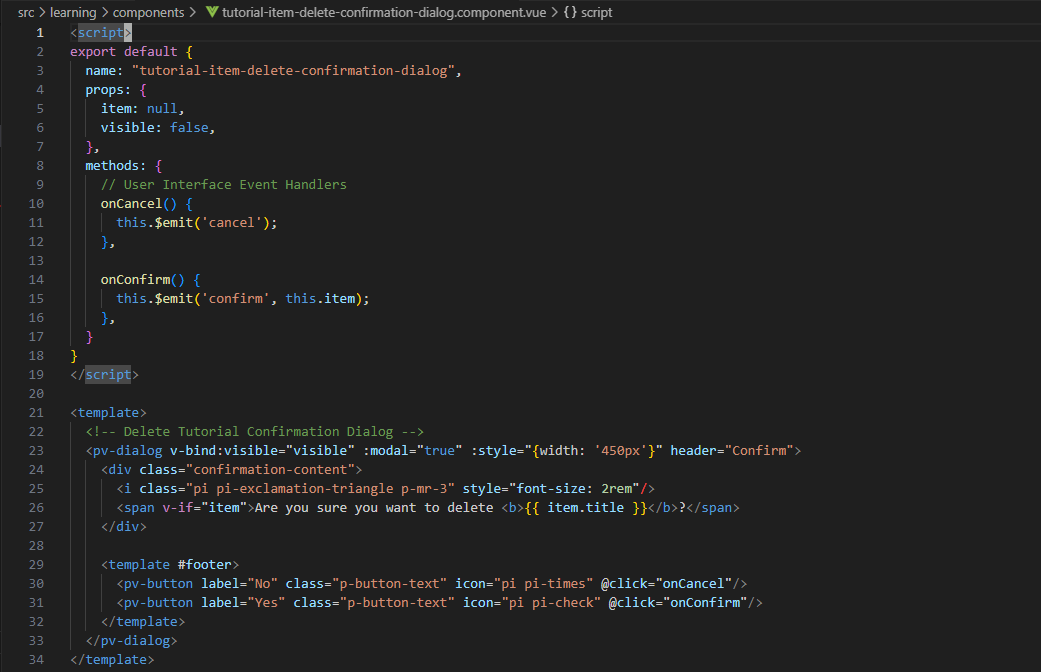 src > learning > components > tutorial-item-delete-confirmation-dialog.component.vue > {} script
1 <script>
2 export default {
3   name: "tutorial-item-delete-confirmation-dialog",
4   props: {
5     item: null,
6     visible: false,
7   },
8   methods: {
9     // User Interface Event Handlers
10     onCancel() {
11       this.$emit('cancel');
12     },
13
14     onConfirm() {
15       this.$emit('confirm', this.item);
16     },
17   }
18 }
19 </script>
20
21 <template>
22   <!-- Delete Tutorial Confirmation Dialog -->
23   <pv-dialog v-bind:visible="visible" :modal="true" :style="{width: '450px'}" header="Confirm">
24     <div class="confirmation-content">
25       <i class="pi pi-exclamation-triangle p-mr-3" style="font-size: 2rem"/>
26       <span v-if="item">Are you sure you want to delete <b>{{ item.title }}</b>?</span>
27     </div>
28
29     <template #footer>
30       <pv-button label="No" class="p-button-text" icon="pi pi-times" @click="onCancel"/>
31       <pv-button label="Yes" class="p-button-text" icon="pi pi-check" @click="onConfirm"/>
32     </template>
33   </pv-dialog>
34 </template>